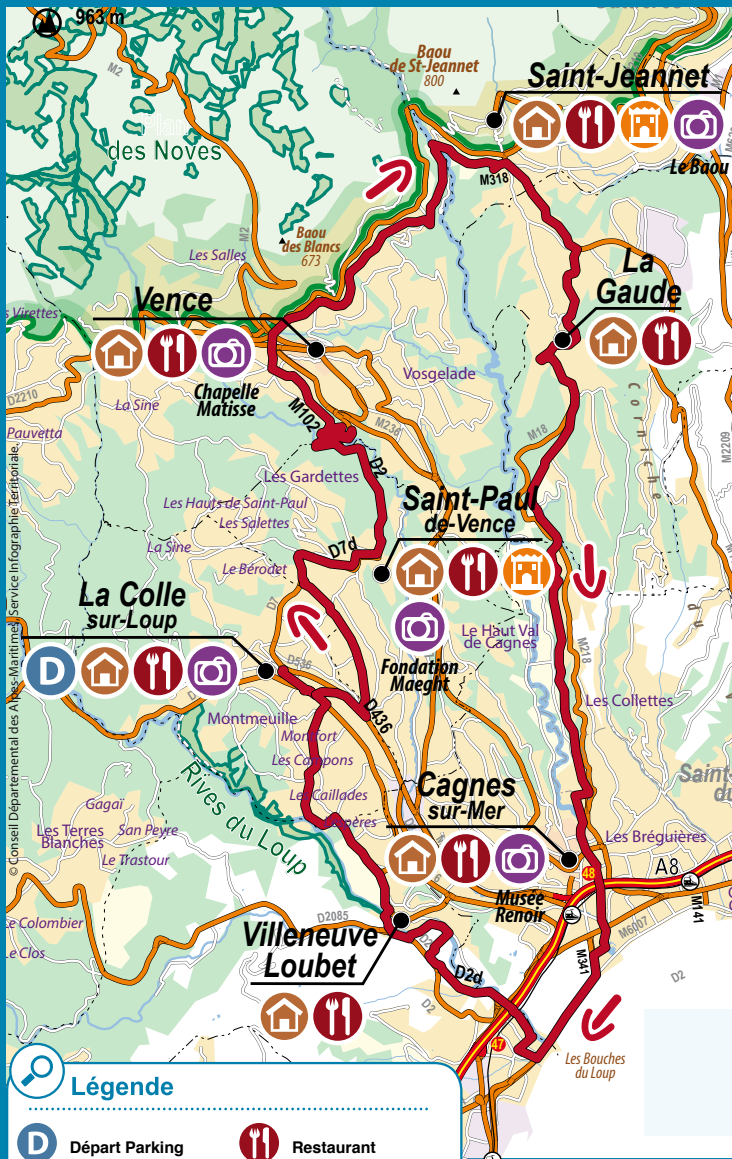 963 m
M2
Baou
de St-Jeannet
800
Saint-Jeannet
Le Baou
des Noves
M318
M2
Baou
des Blancs
673
Les Salles
La
Gaude
Vence
Chapelle
Matisse
Vosgelade
D2210
La Sine
Pauvetta
M102
M236
D2
M18
Corniche
du
M2209
Les Gardettes
Les Hauts de Saint-Paul
Les Salettes
La Sine
Saint-Paul
de-Vence
D7d
Le Bérodet
D7
La Colle
sur-Loup
D
Fondation
Maeght
Le Haut Val
de Cagnes
M218
D536
Les Collettes
Montmeuille
D436
Montfort
Les Campons
Rives du Loup
Les Caillades
Cagnes
sur-Mer
Gagaï
Les Terres
Blanches
San Peyre
Le Trastour
Les Bréguières
48
A8
M141
Musée
Renoir
Le Colombier
Le Clos
D2085
M6007
Villeneuve
Loubet
D2d
M341
D2
D2
47
Les Bouches
du Loup
© Conseil Départemental des Alpes-Maritimes/Service Infographie Territoriale.
Légende
D Départ Parking
Restaurant